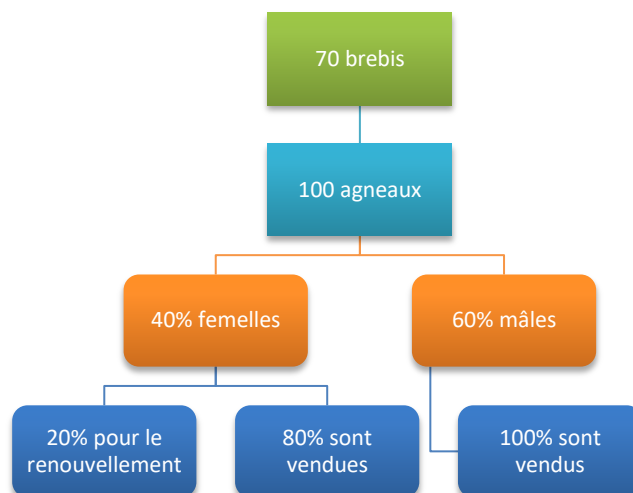 70 brebis
100 agneaux
40% femelles
60% mâles
20% pour le
renouvellement
80% sont
vendues
100% sont
vendus